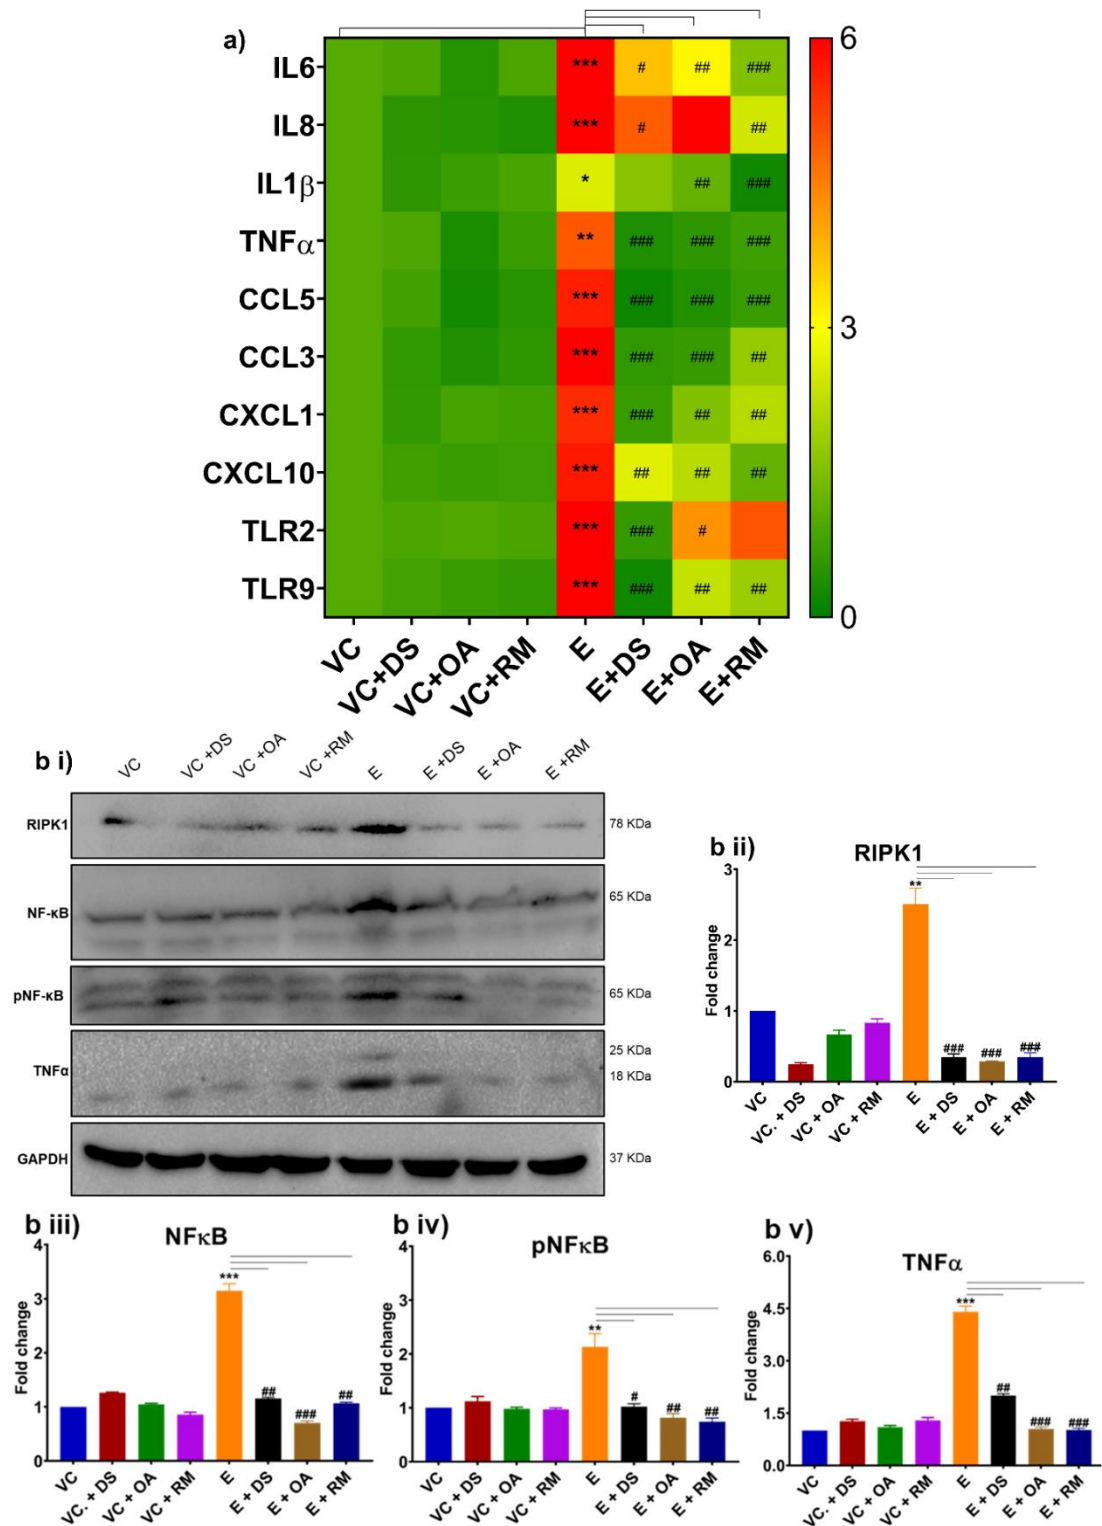 a)
IL6 *** # ## ###
IL8 *** # ##
IL1β * ## ###
TNFα ** ### ### ###
CCL5 *** ### ### ###
CCL3 *** ### ### ##
CXCL1 *** ### ## ##
CXCL10 *** ## ## ##
TLR2 *** ### #
TLR9 *** ### ## ##
6
3
0
VC VC+DS VC+OA VC+RM E E+DS E+OA E+RM
b i)
VC VC +DS VC +OA VC +RM E E +DS E +OA E +RM
RIPK1 78 KDa
NF-κB 65 KDa
pNF-κB 65 KDa
TNFα 25 KDa
18 KDa
GAPDH 37 KDa
b ii)
RIPK1
Fold change
3
2
1
0
** ### ### ###
VC VC. + DS VC + OA VC + RM E E + DS E + OA E + RM
b iii)
NFκB
Fold change
4
3
2
1
0
*** ## ### ##
VC VC. + DS VC + OA VC + RM E E + DS E + OA E + RM
b iv)
pNFκB
Fold change
4
3
2
1
0
** # ## ##
VC VC. + DS VC + OA VC + RM E E + DS E + OA E + RM
b v)
TNFα
Fold change
6.0
4.5
3.0
1.5
0.0
*** ## ### ###
VC VC. + DS VC + OA VC + RM E E + DS E + OA E + RM